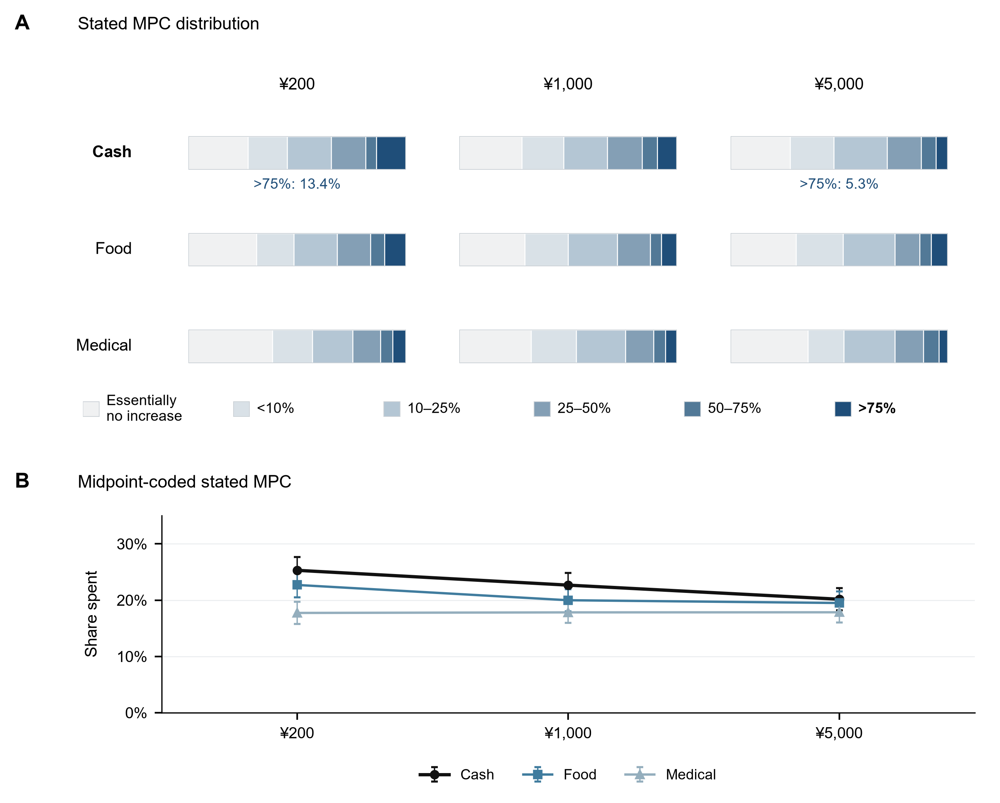 A
Stated MPC distribution
¥200
¥1,000
¥5,000
Cash
>75%: 13.4%
>75%: 5.3%
Food
Medical
Essentially
no increase
<10%
10–25%
25–50%
50–75%
>75%
B
Midpoint-coded stated MPC
Share spent
30%
20%
10%
0%
¥200
¥1,000
¥5,000
Cash
Food
Medical